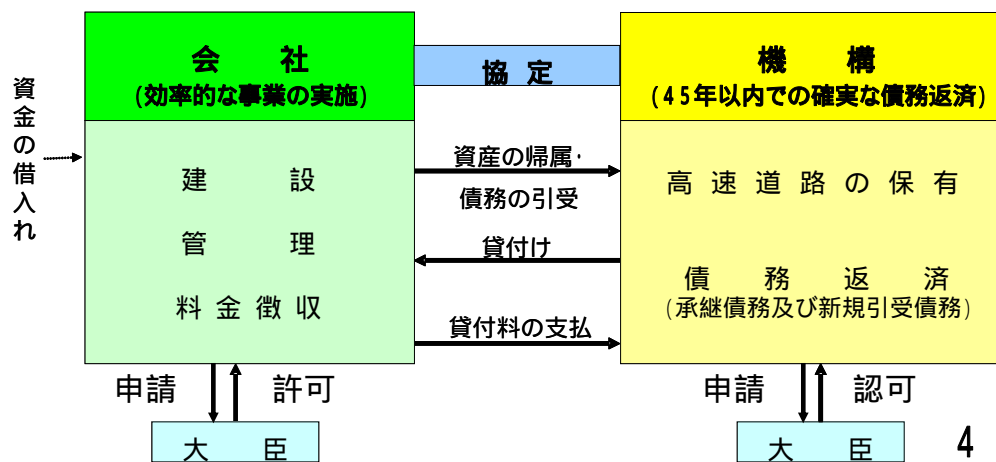 会社
(効率的な事業の実施)
協定
機構
(45年以内での確実な債務返済)
資金の借入れ
建設
管理
料金徴収
資産の帰属・
債務の引受
貸付け
貸付料の支払
高速道路の保有
債務返済
(承継債務及び新規引受債務)
申請
許可
申請
認可
大臣
大臣
4